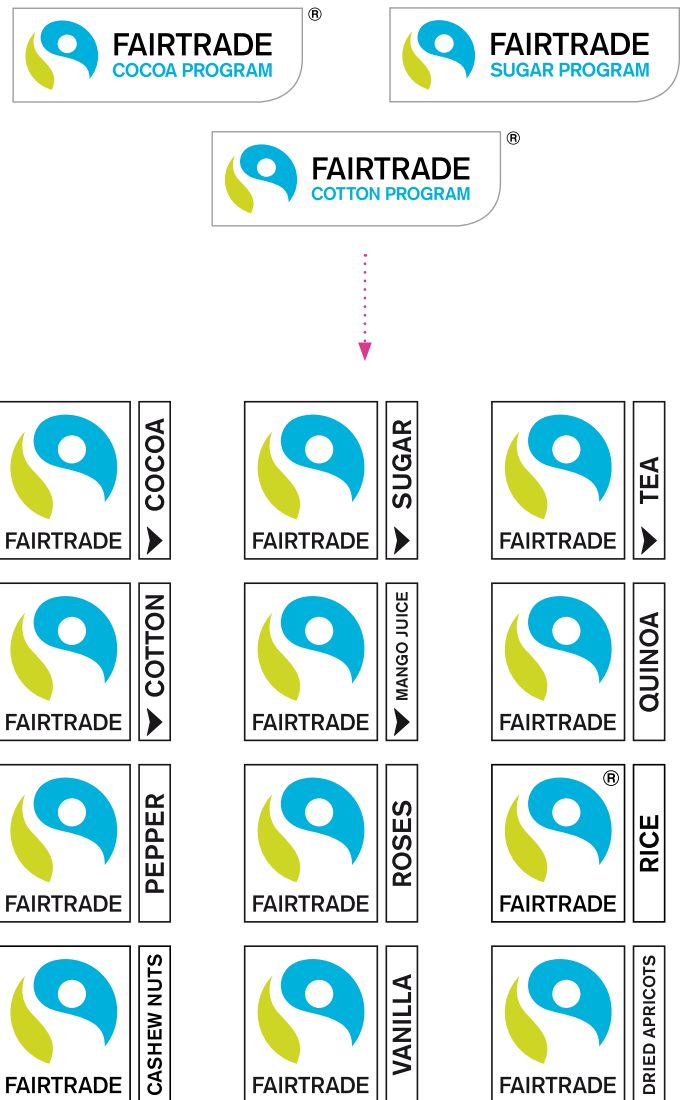 FAIRTRADE
COCOA PROGRAM
®
FAIRTRADE
SUGAR PROGRAM
FAIRTRADE
COTTON PROGRAM
®
FAIRTRADE
COCOA
FAIRTRADE
SUGAR
FAIRTRADE
TEA
FAIRTRADE
COTTON
FAIRTRADE
MANGO JUICE
FAIRTRADE
QUINOA
FAIRTRADE
PEPPER
FAIRTRADE
ROSES
®
FAIRTRADE
RICE
FAIRTRADE
CASHEW NUTS
FAIRTRADE
VANILLA
FAIRTRADE
DRIED APRICOTS